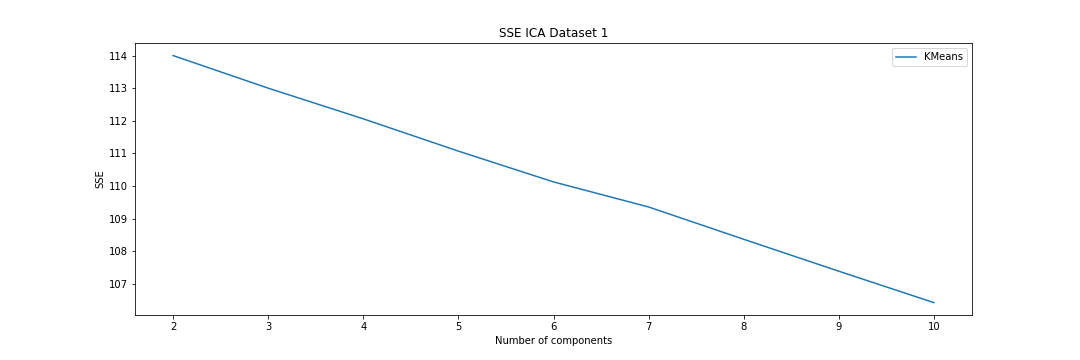 SSE ICA Dataset 1
KMeans
SSE
114
113
112
111
110
109
108
107
2 3 4 5 6 7 8 9 10
Number of components